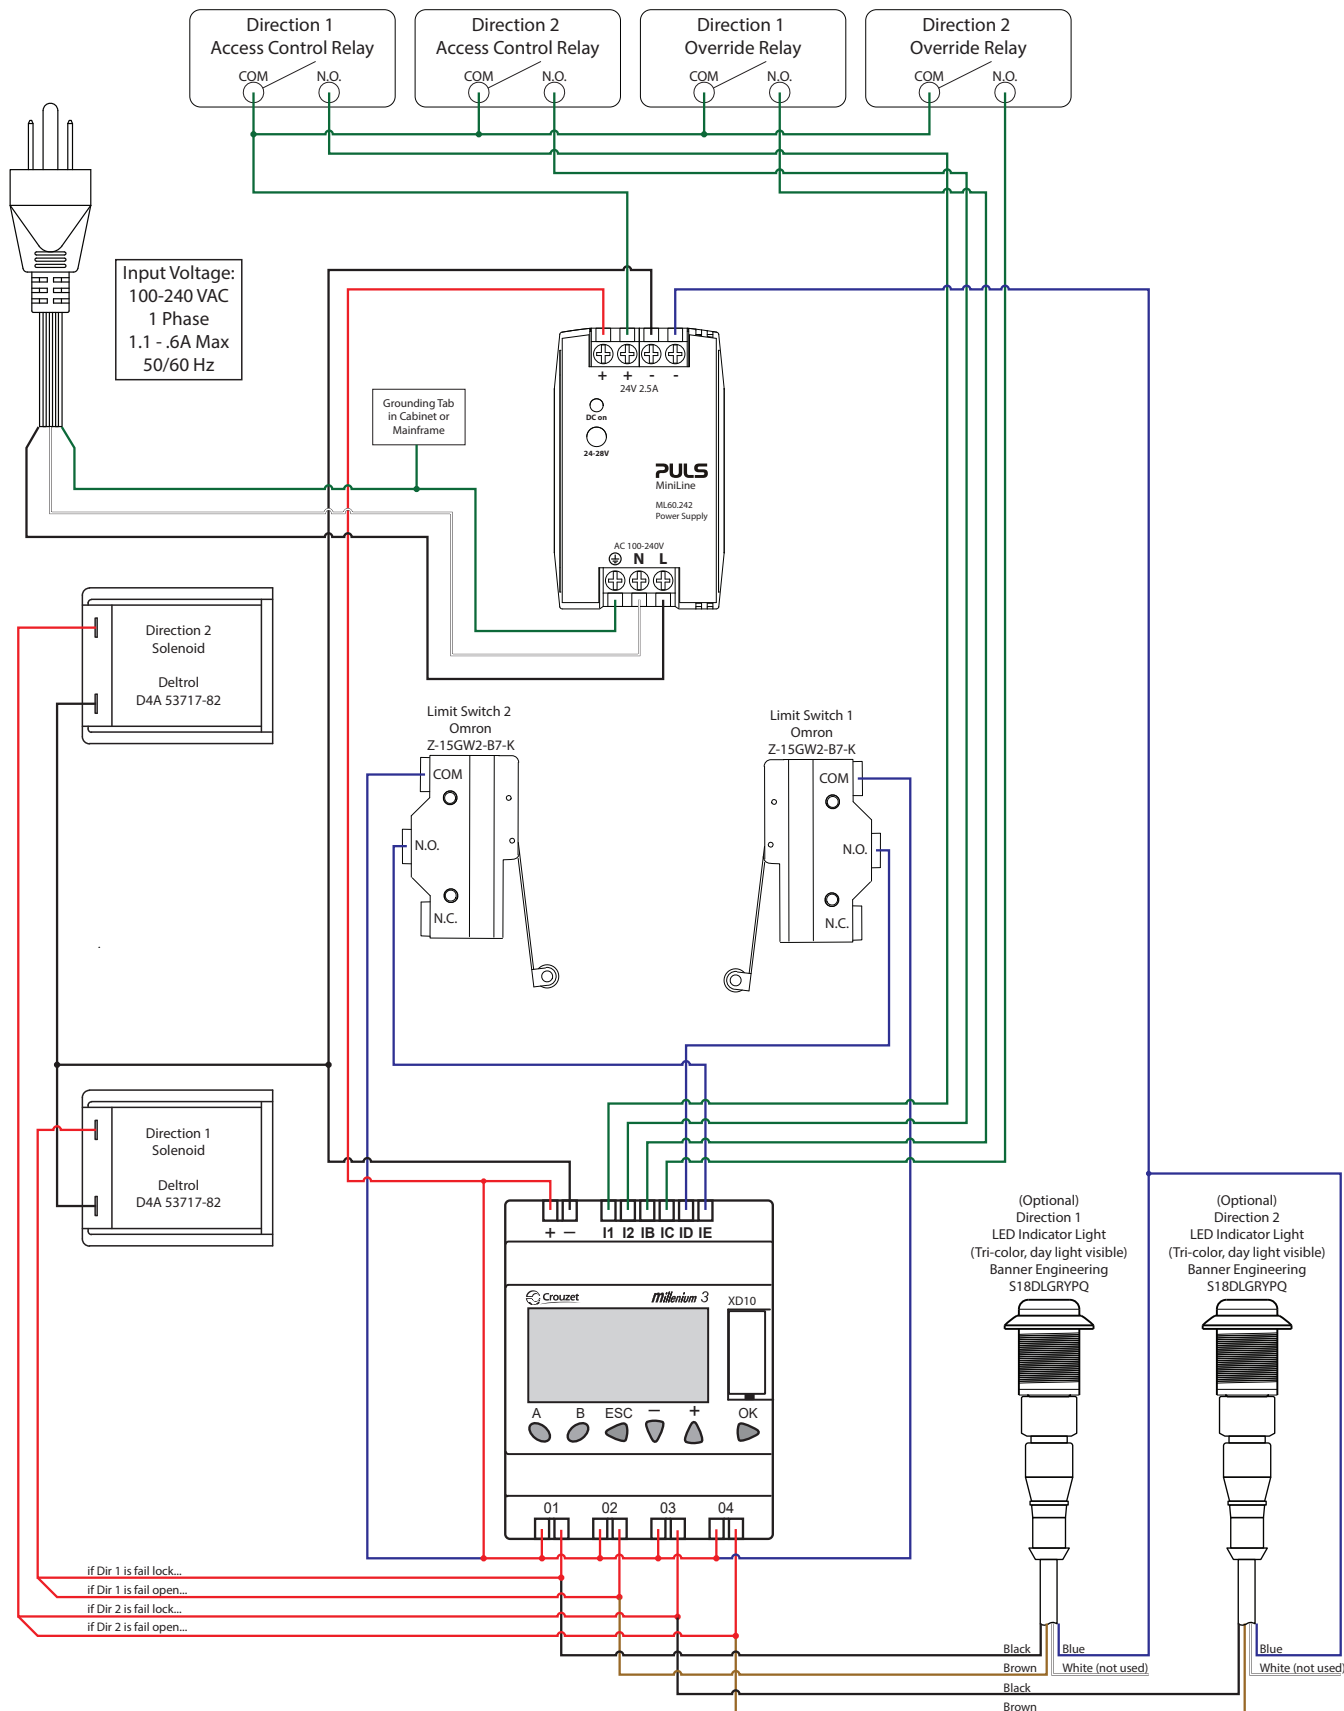 Direction 1
Access Control Relay
COM N.O.
Direction 2
Access Control Relay
COM N.O.
Direction 1
Override Relay
COM N.O.
Direction 2
Override Relay
COM N.O.
Input Voltage:
100-240 VAC
1 Phase
1.1 - .6A Max
50/60 Hz
+ + - -
24V 2.5A
DC on
24-28V
PULS
MiniLine
ML60.242
Power Supply
AC 100-240V
N L
Grounding Tab
in Cabinet or
Mainframe
Direction 2
Solenoid
Deltrol
D4A 53717-82
Limit Switch 2
Omron
Z-15GW2-B7-K
COM
N.O.
N.C.
Limit Switch 1
Omron
Z-15GW2-B7-K
COM
N.O.
N.C.
Direction 1
Solenoid
Deltrol
D4A 53717-82
+ − I1 I2 IB IC ID IE
Crouzet
Millenium 3
XD10
A B ESC − + OK
01 02 03 04
(Optional)
Direction 1
LED Indicator Light
(Tri-color, day light visible)
Banner Engineering
S18DLGRYPQ
(Optional)
Direction 2
LED Indicator Light
(Tri-color, day light visible)
Banner Engineering
S18DLGRYPQ
if Dir 1 is fail lock...
if Dir 1 is fail open...
if Dir 2 is fail lock...
if Dir 2 is fail open...
Black
Blue
Blue
Brown
White (not used)
White (not used)
Black
Brown